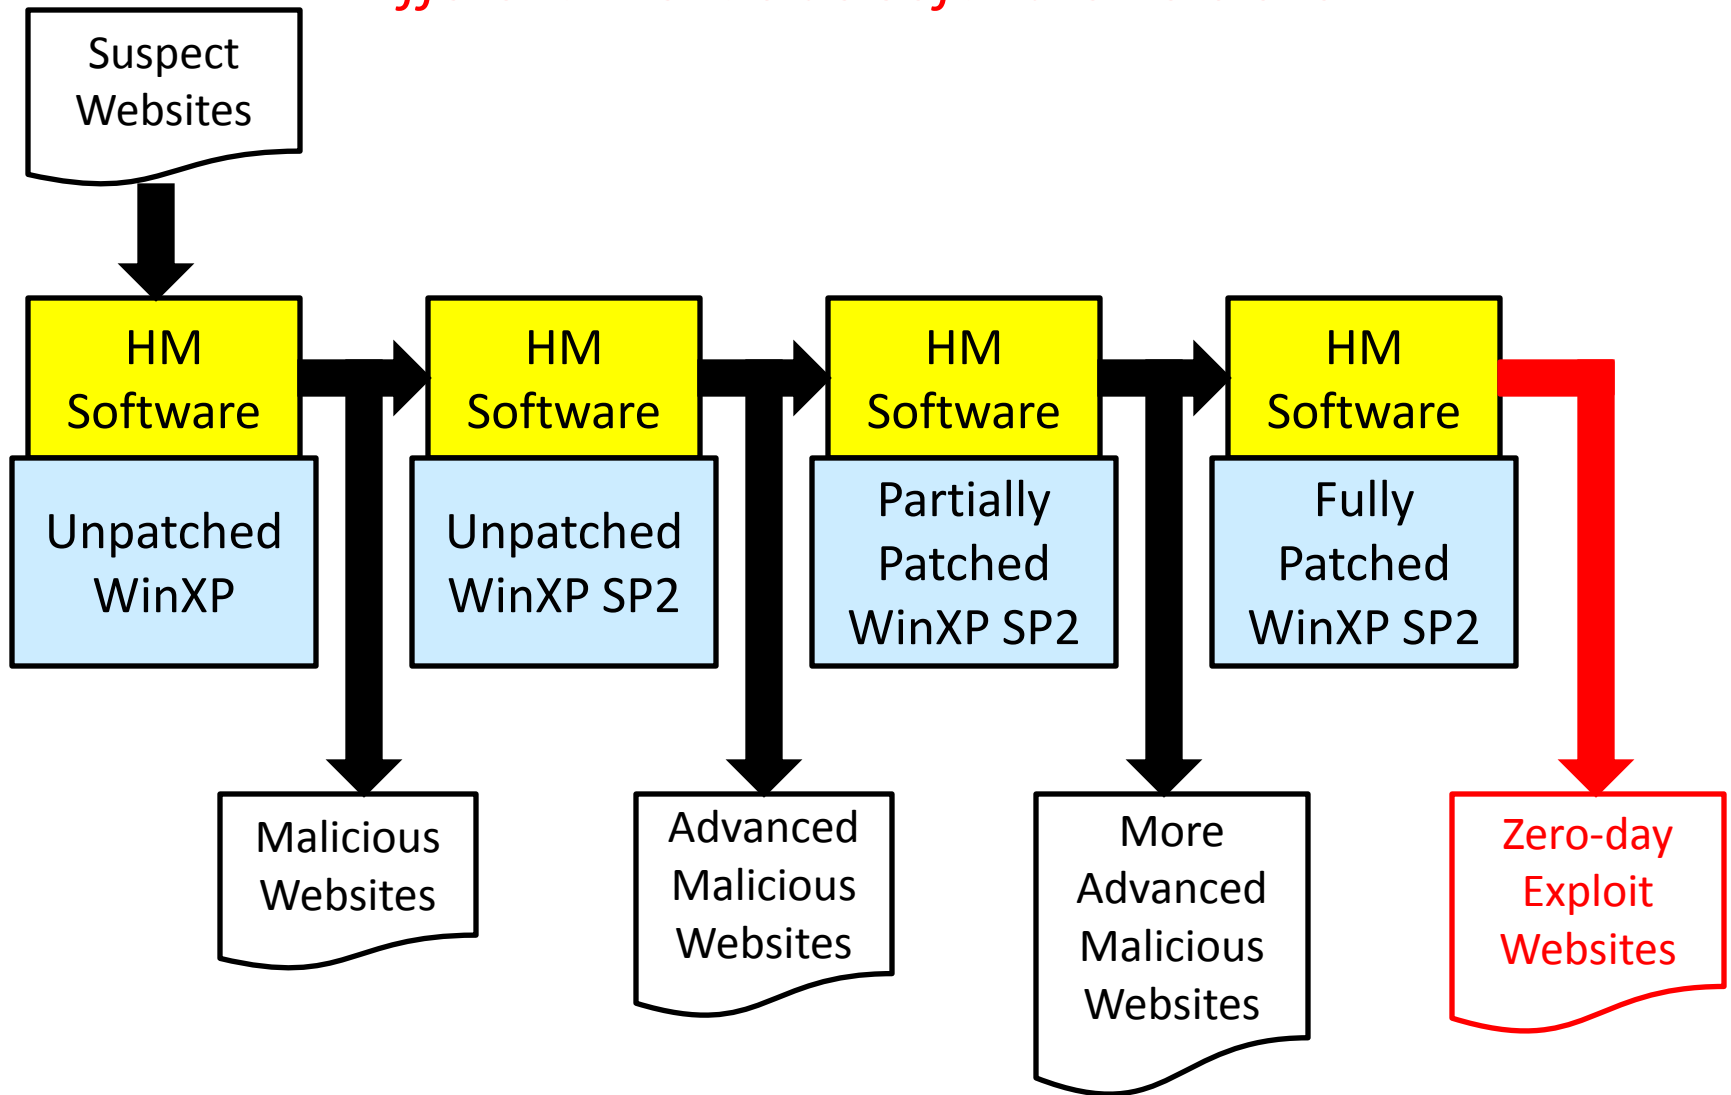 Suspect
Websites
HM
Software
HM
Software
HM
Software
HM
Software
Unpatched
WinXP
Unpatched
WinXP SP2
Partially
Patched
WinXP SP2
Fully
Patched
WinXP SP2
Malicious
Websites
Advanced
Malicious
Websites
More
Advanced
Malicious
Websites
Zero-day
Exploit
Websites